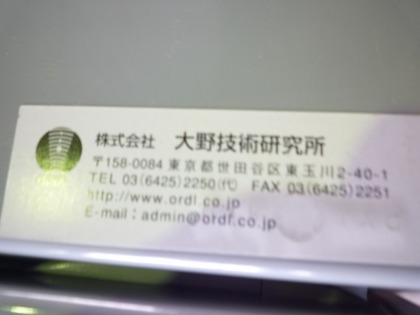 株式会社 大野技術研究所
〒158-0084 東京都世田谷区東玉川2-40-1
TEL 03(6425)2250(代) FAX 03(6425)2251
http://www.ordl.co.jp
E-mail：admin@ordf.co.jp